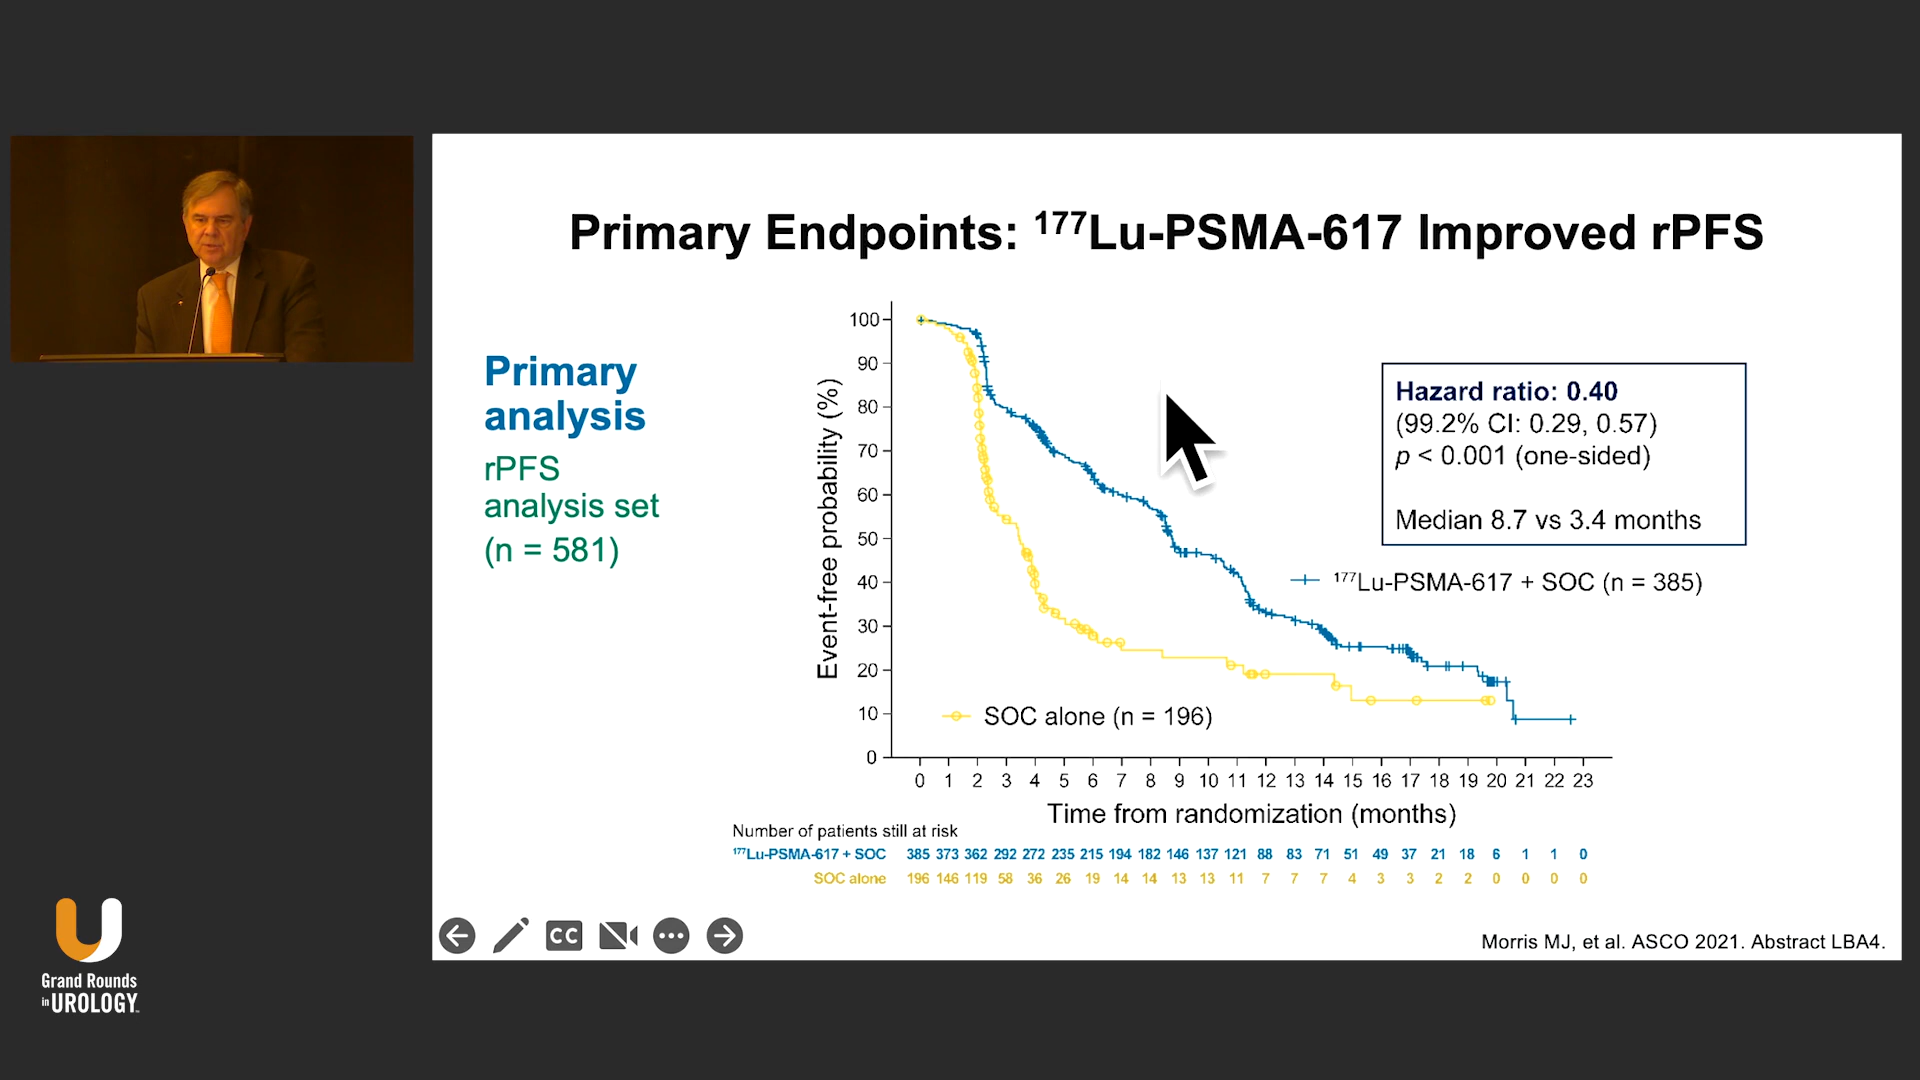 Primary Endpoints: ¹⁷⁷Lu-PSMA-617 Improved rPFS
Primary
analysis
rPFS
analysis set
(n = 581)
Event-free probability (%)
100
90
80
70
60
50
40
30
20
10
0
Hazard ratio: 0.40
(99.2% CI: 0.29, 0.57)
p < 0.001 (one-sided)
Median 8.7 vs 3.4 months
¹⁷⁷Lu-PSMA-617 + SOC (n = 385)
SOC alone (n = 196)
0 1 2 3 4 5 6 7 8 9 10 11 12 13 14 15 16 17 18 19 20 21 22 23
Time from randomization (months)
Number of patients still at risk
¹⁷⁷Lu-PSMA-617 + SOC 385 373 362 292 272 235 215 194 182 146 137 121 88 83 71 51 49 37 21 18 6 1 1 0
SOC alone 196 146 119 58 36 26 19 14 14 13 13 11 7 7 7 4 3 3 2 2 0 0 0 0
CC
Morris MJ, et al. ASCO 2021. Abstract LBA4.
Grand Rounds
in UROLOGY